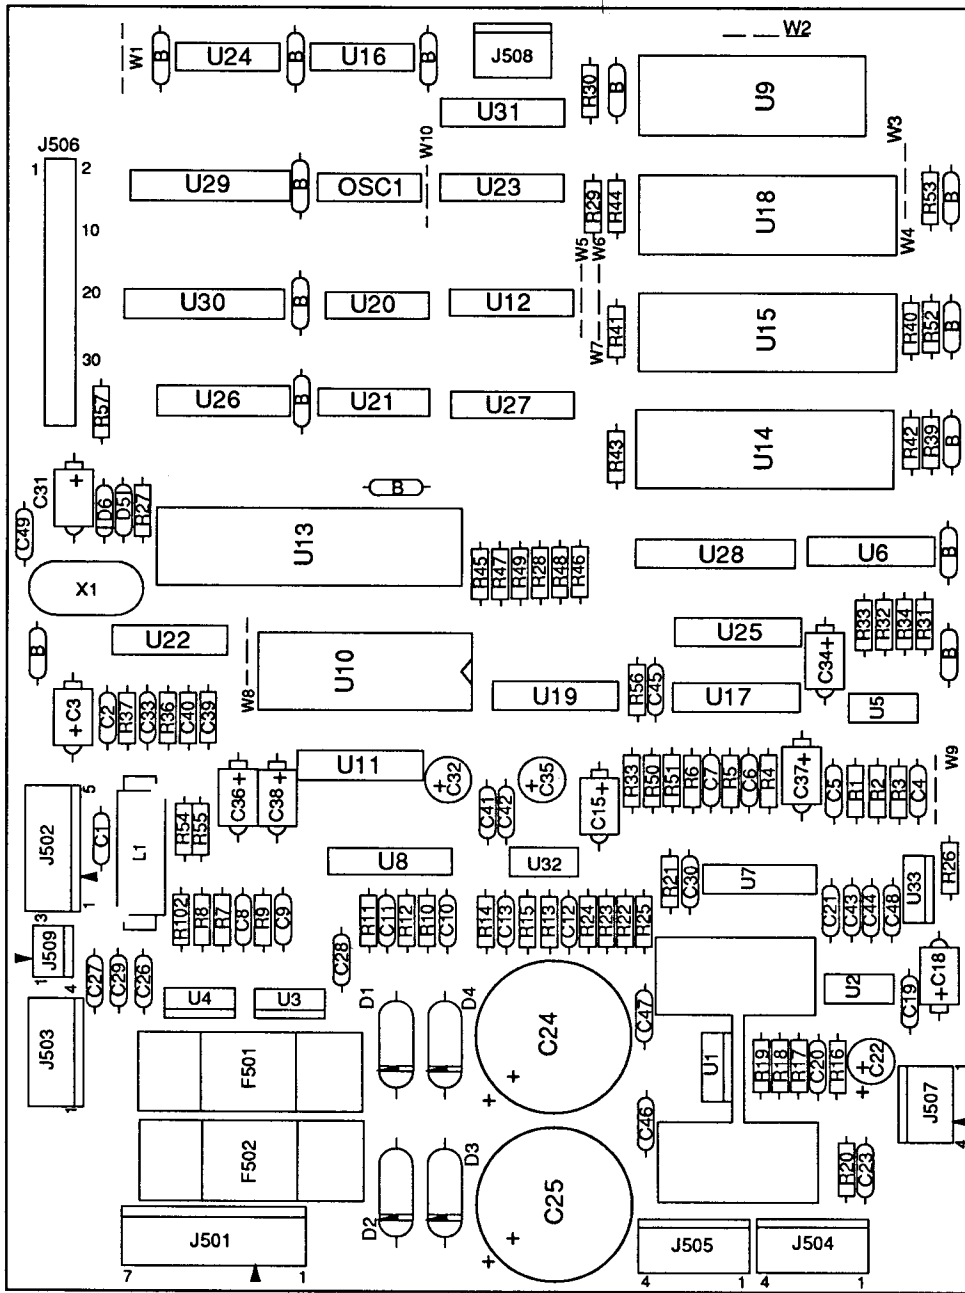 W2
W1
B
U24
B
U16
B
J508
R30
B
U9
U31
W10
W3
J506
1
2
U29
B
OSC1
U23
R29
R44
U18
R53
B
10
W5
W6
W4
20
U30
B
U20
U12
W7
R41
U15
R40
R52
B
30
R57
U26
B
U21
U27
R43
U14
R42
R39
B
C31
+
D6
D5
R27
B
C49
U13
R45
R47
R49
R28
R48
R46
U28
U6
B
X1
B
U22
W8
U10
U25
C34+
R33
R32
R34
R31
B
+C3
C2
R37
C33
R36
C40
C39
U19
R56
C45
U17
U5
U11
+C32
+C35
C36+
C38+
C41
C42
C15+
R33
R50
R51
R6
C7
R5
C6
R4
C37+
C5
R1
R2
R3
C4
W9
5
J502
1
C1
L1
R54
R55
U8
U32
R21
C30
U7
U33
R26
3
J509
1
R102
R8
R7
C8
R9
C9
R11
C11
R12
R10
C10
R14
C13
R15
R13
C12
R24
R23
R22
R25
C21
C43
C44
C48
C27
C29
C26
C28
4
J503
1
U4
U3
D1
D4
C24
+
+
C47
U2
C19
+C18
F501
U1
R19
R18
R17
C20
R16
+C22
+
1
J507
4
C46
F502
D2
D3
C25
+
+
R20
C23
J501
7
1
J505
4
1
J504
4
1